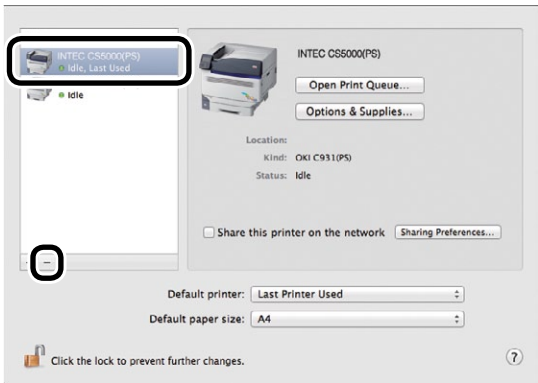 INTEC CS5000(PS)
Idle, Last Used
Idle
INTEC CS5000(PS)
Open Print Queue...
Options & Supplies...
Location:
Kind: OKI C931(PS)
Status: Idle
Share this printer on the network Sharing Preferences...
–
Default printer: Last Printer Used
Default paper size: A4
Click the lock to prevent further changes.
?